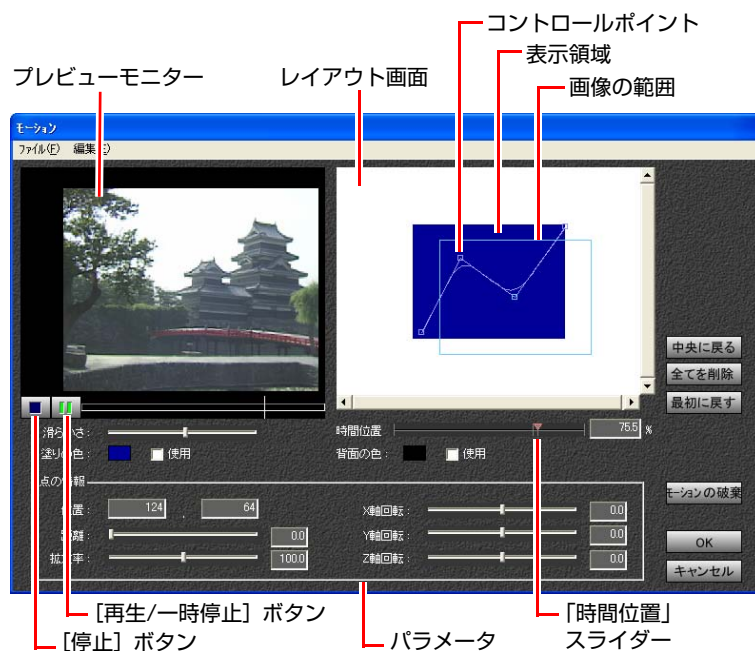 コントロールポイント
表示領域
プレビューモニター
レイアウト画面
画像の範囲
モーション
ファイル(F) 編集(E)
中央に戻る
全てを削除
最初に戻す
滑らかさ:
時間位置
75.5 %
塗りの色: 使用
背面の色: 使用
点の情報
モーションの破棄
位置: 124 , 64
X軸回転: 0.0
距離: 0.0
Y軸回転: 0.0
拡大率: 100.0
Z軸回転: 0.0
OK
キャンセル
[再生/一時停止] ボタン
「時間位置」
スライダー
[停止] ボタン
パラメータ